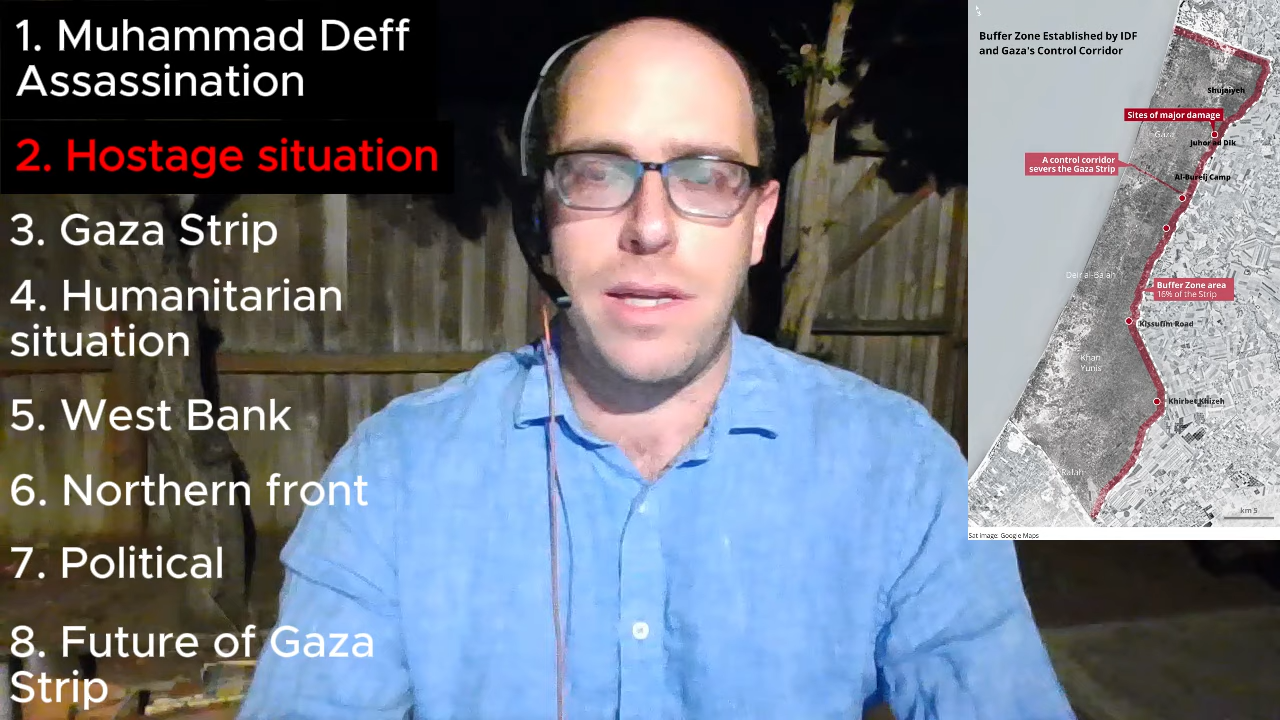 1. Muhammad Deff
Assassination
2. Hostage situation
3. Gaza Strip
4. Humanitarian
situation
5. West Bank
6. Northern front
7. Political
8. Future of Gaza
Strip
Buffer Zone Established by IDF
and Gaza's Control Corridor
Shujaiyeh
Sites of major damage
Gaza
Juhor ad Dik
A control corridor
severs the Gaza Strip
Al-Bureij Camp
Deir al-Balah
Buffer Zone area
16% of the Strip
Kissufim Road
Khan
Yunis
Khirbet Khizeh
Rafah
km 5
Sat image: Google Maps